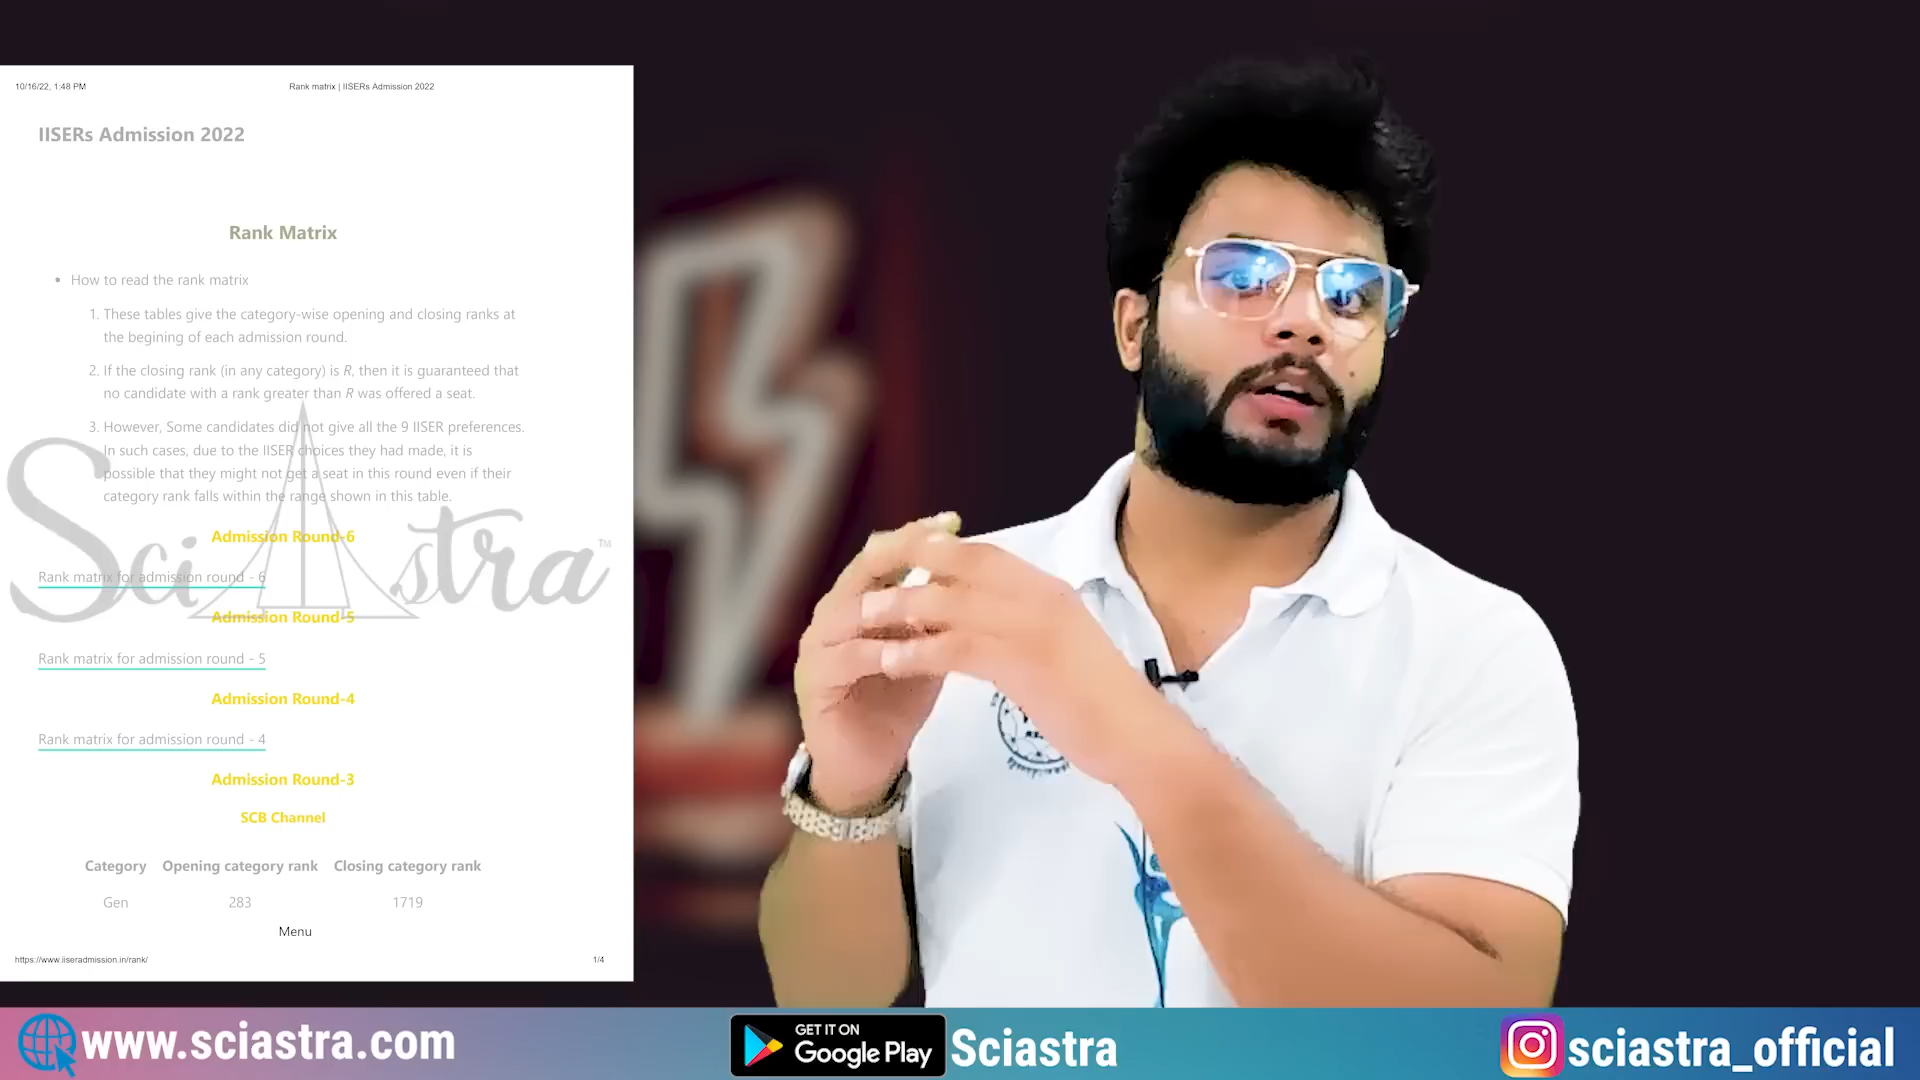 10/16/22, 1:48 PM
Rank matrix | IISERs Admission 2022
IISERs Admission 2022
Rank Matrix
• How to read the rank matrix
1. These tables give the category-wise opening and closing ranks at
the begining of each admission round.
2. If the closing rank (in any category) is R, then it is guaranteed that
no candidate with a rank greater than R was offered a seat.
3. However, Some candidates did not give all the 9 IISER preferences.
In such cases, due to the IISER choices they had made, it is
possible that they might not get a seat in this round even if their
category rank falls within the range shown in this table.
SciAstra™
Admission Round-6
Rank matrix for admission round - 6
Admission Round-5
Rank matrix for admission round - 5
Admission Round-4
Rank matrix for admission round - 4
Admission Round-3
SCB Channel
Category Opening category rank Closing category rank
Gen 283 1719
Menu
https://www.iiseradmission.in/rank/
1/4
www.sciastra.com
GET IT ON
Google Play
Sciastra
sciastra_official